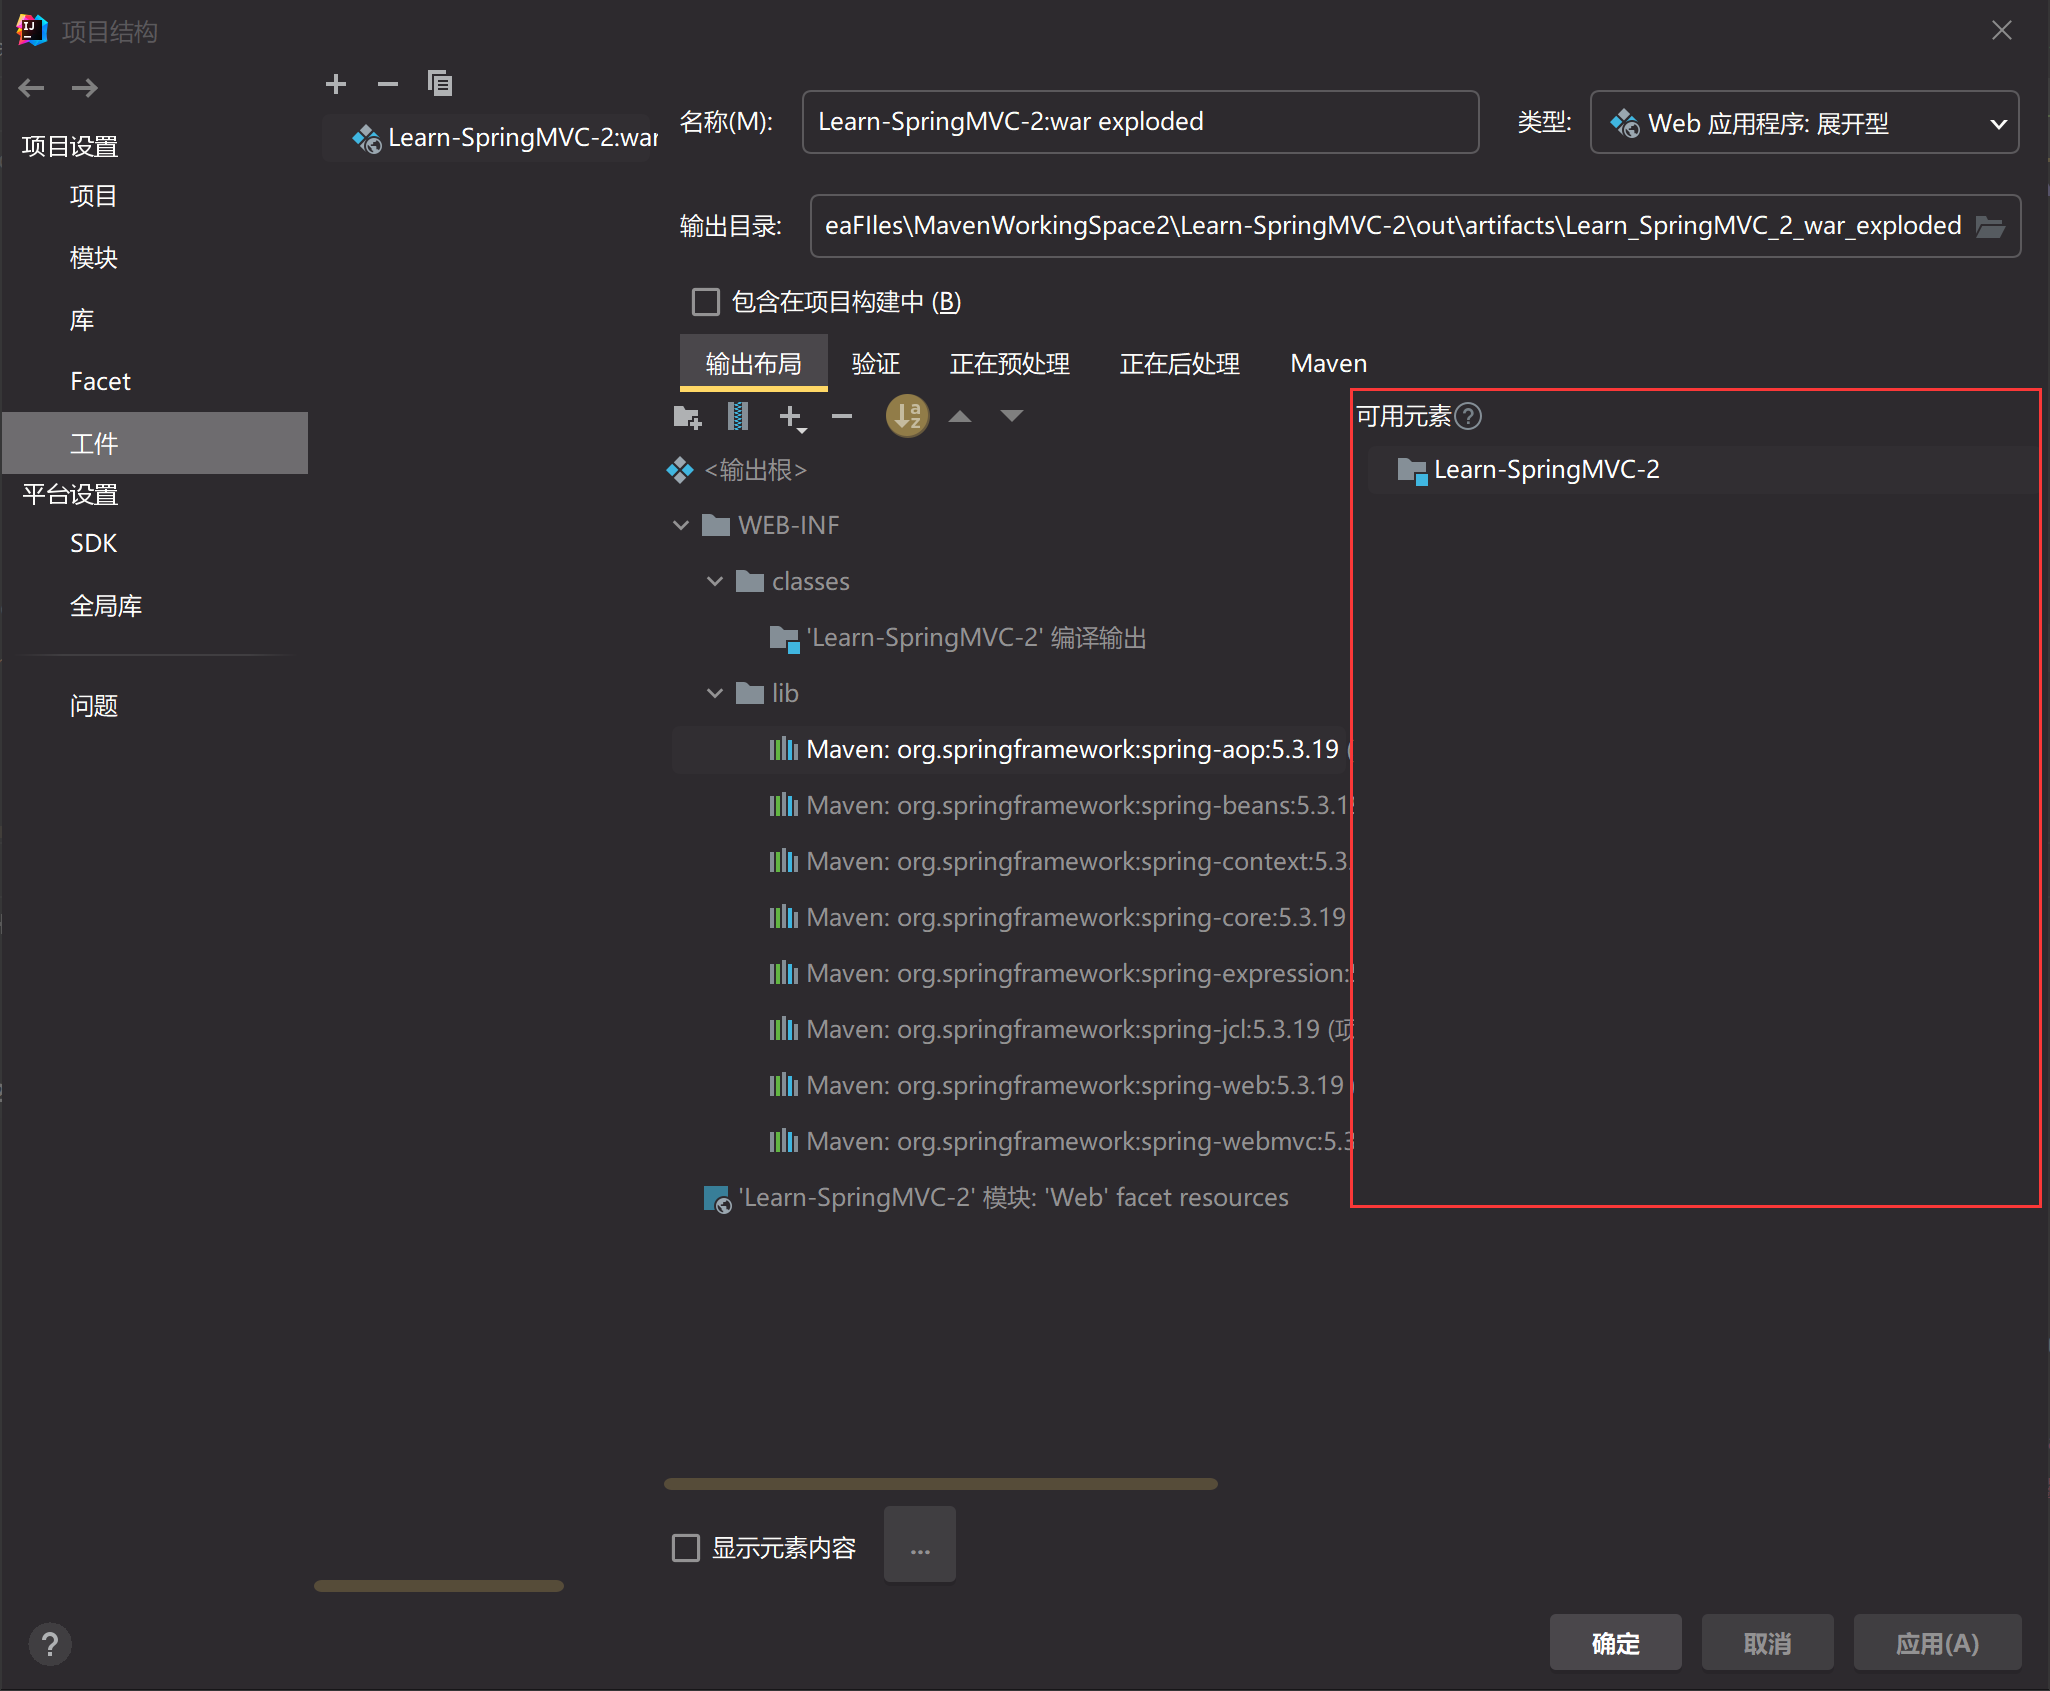 项目结构
项目设置
项目
模块
库
Facet
工件
平台设置
SDK
全局库
问题
Learn-SpringMVC-2:war
名称(M):
Learn-SpringMVC-2:war exploded
类型:
Web 应用程序: 展开型
输出目录:
eaFIles\MavenWorkingSpace2\Learn-SpringMVC-2\out\artifacts\Learn_SpringMVC_2_war_exploded
包含在项目构建中 (B)
输出布局 验证 正在预处理 正在后处理 Maven
<输出根>
WEB-INF
classes
'Learn-SpringMVC-2' 编译输出
lib
Maven: org.springframework:spring-aop:5.3.19 (
Maven: org.springframework:spring-beans:5.3.1
Maven: org.springframework:spring-context:5.3.
Maven: org.springframework:spring-core:5.3.19
Maven: org.springframework:spring-expression:
Maven: org.springframework:spring-jcl:5.3.19 (项
Maven: org.springframework:spring-web:5.3.19
Maven: org.springframework:spring-webmvc:5.3
'Learn-SpringMVC-2' 模块: 'Web' facet resources
可用元素
Learn-SpringMVC-2
显示元素内容
...
确定
取消
应用(A)